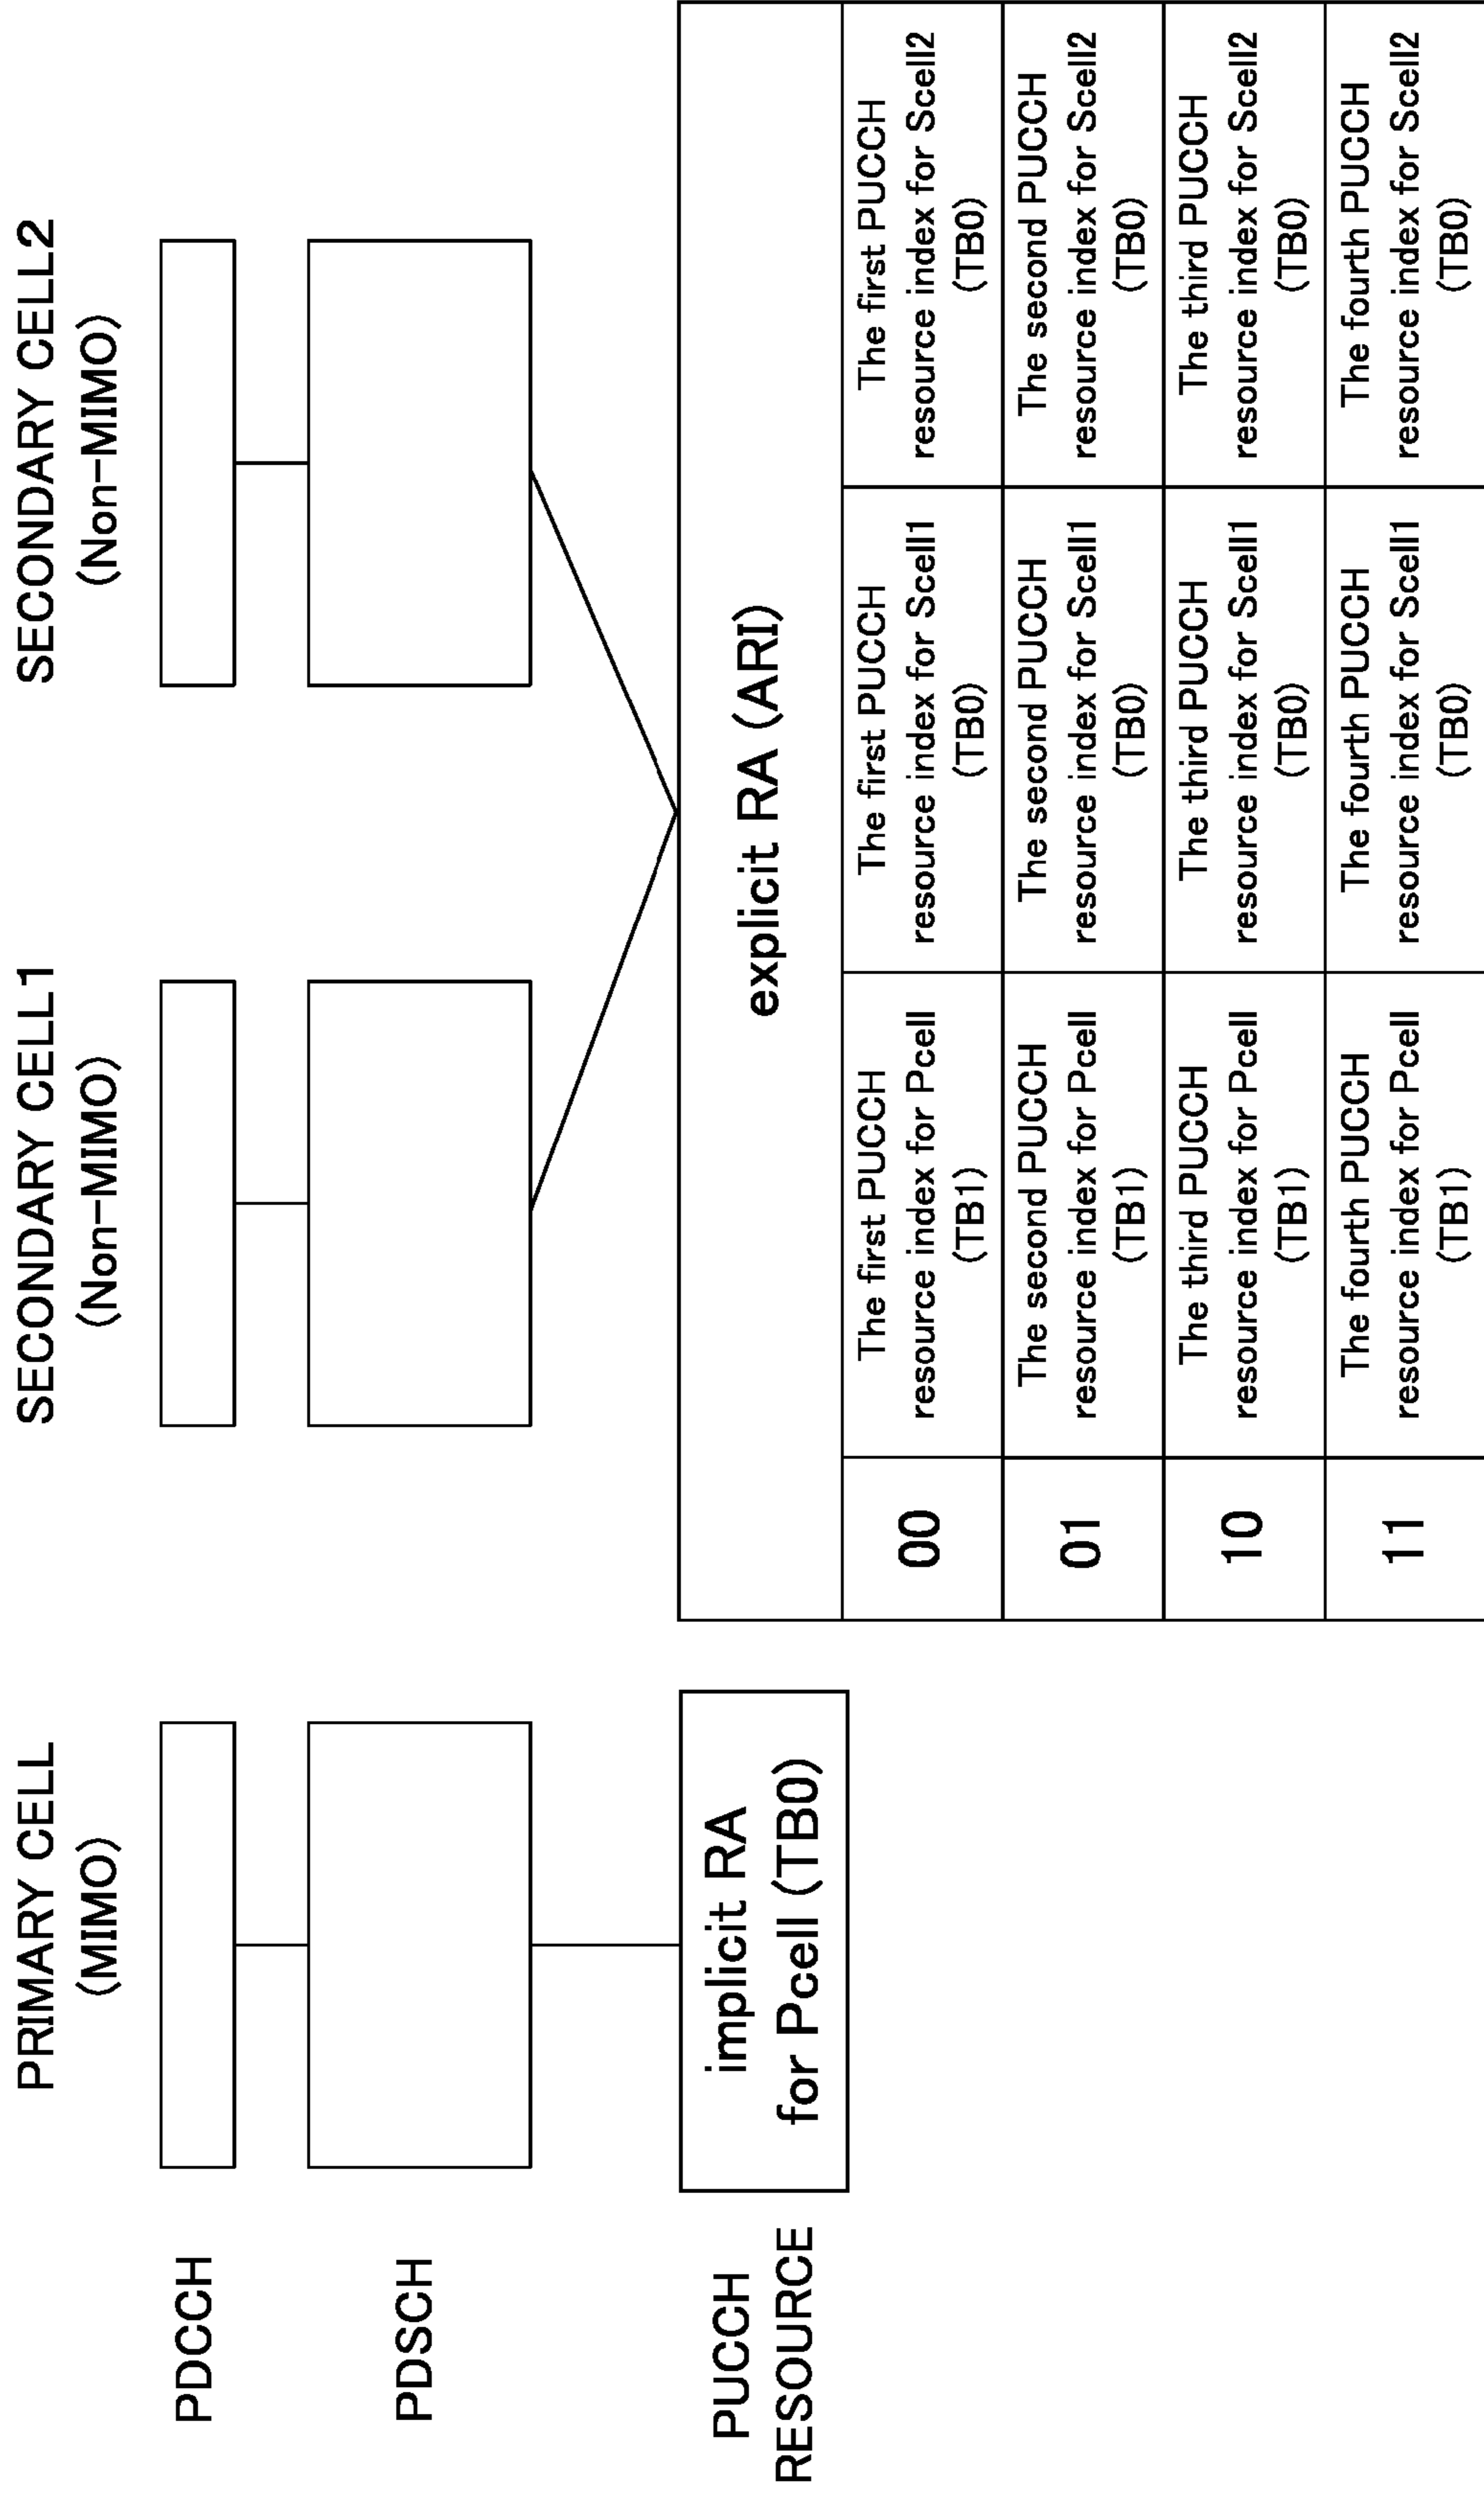 PRIMARY CELL
(MIMO)
SECONDARY CELL1
(Non-MIMO)
SECONDARY CELL2
(Non-MIMO)
PDCCH
PDSCH
PUCCH
RESOURCE
implicit RA
for Pcell (TB0)
explicit RA (ARI)
00
The first PUCCH
resource index for Pcell
(TB1)
The first PUCCH
resource index for Scell1
(TB0)
The first PUCCH
resource index for Scell2
(TB0)
01
The second PUCCH
resource index for Pcell
(TB1)
The second PUCCH
resource index for Scell1
(TB0)
The second PUCCH
resource index for Scell2
(TB0)
10
The third PUCCH
resource index for Pcell
(TB1)
The third PUCCH
resource index for Scell1
(TB0)
The third PUCCH
resource index for Scell2
(TB0)
11
The fourth PUCCH
resource index for Pcell
(TB1)
The fourth PUCCH
resource index for Scell1
(TB0)
The fourth PUCCH
resource index for Scell2
(TB0)